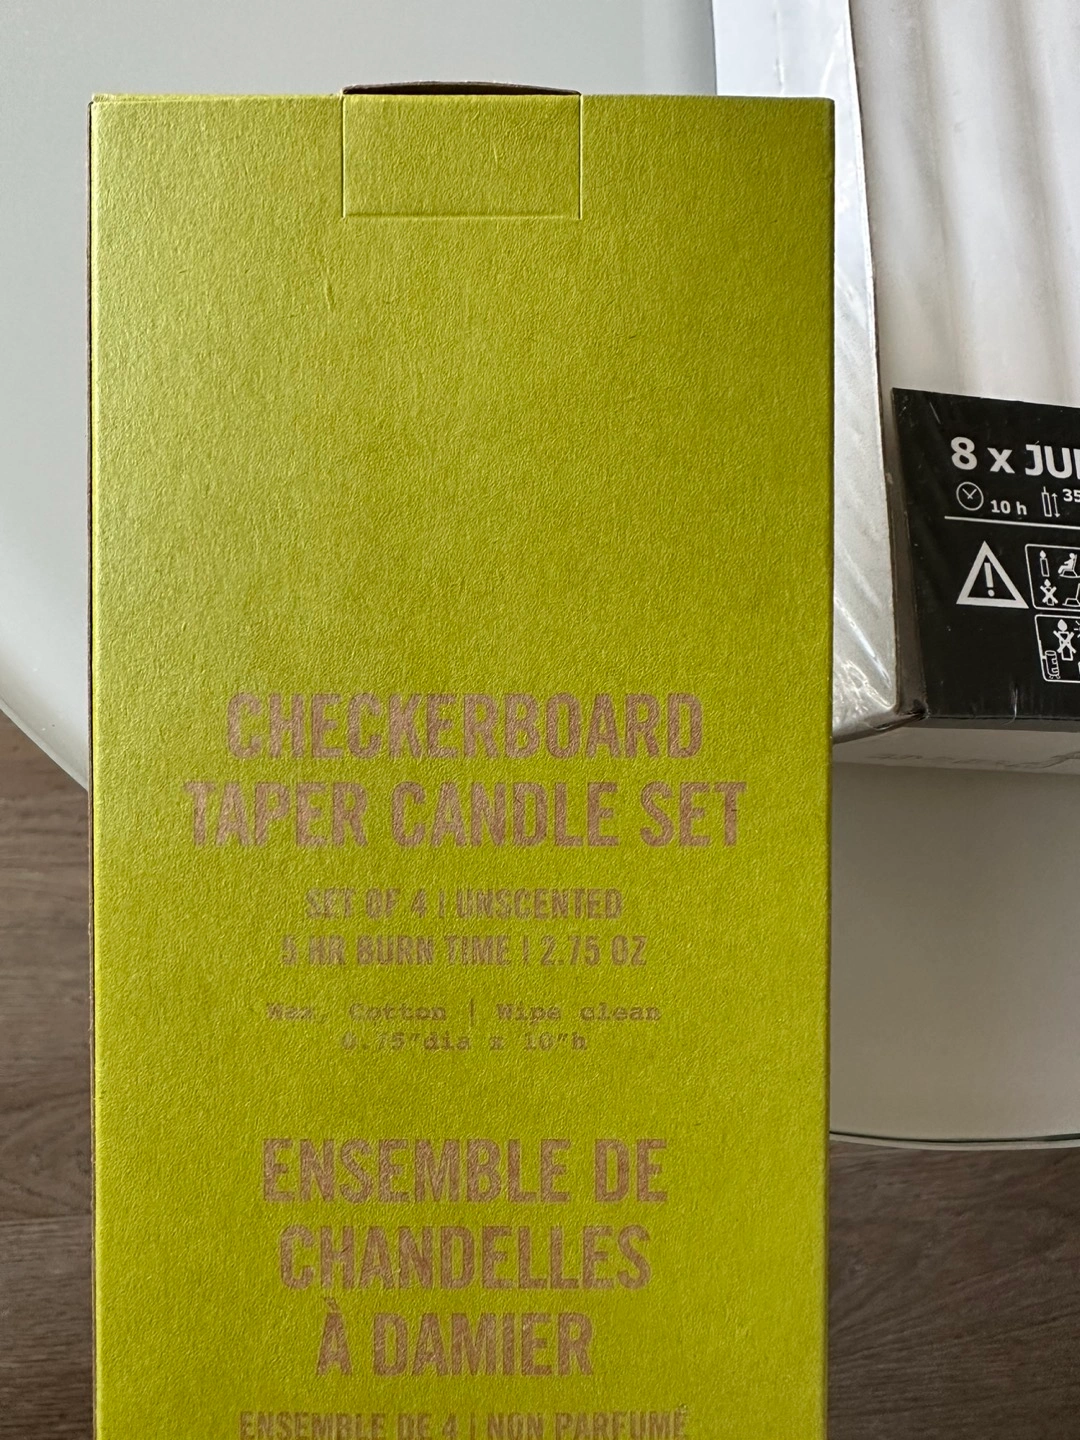 CHECKERBOARD
TAPER CANDLE SET
SET OF 4 | UNSCENTED
5 HR BURN TIME | 2.75 OZ
Wax, Cotton | Wipe clean
0.75"dia x 10"h
ENSEMBLE DE
CHANDELLES
À DAMIER
ENSEMBLE DE 4 | NON PARFUMÉ
8 x JU
10 h 35